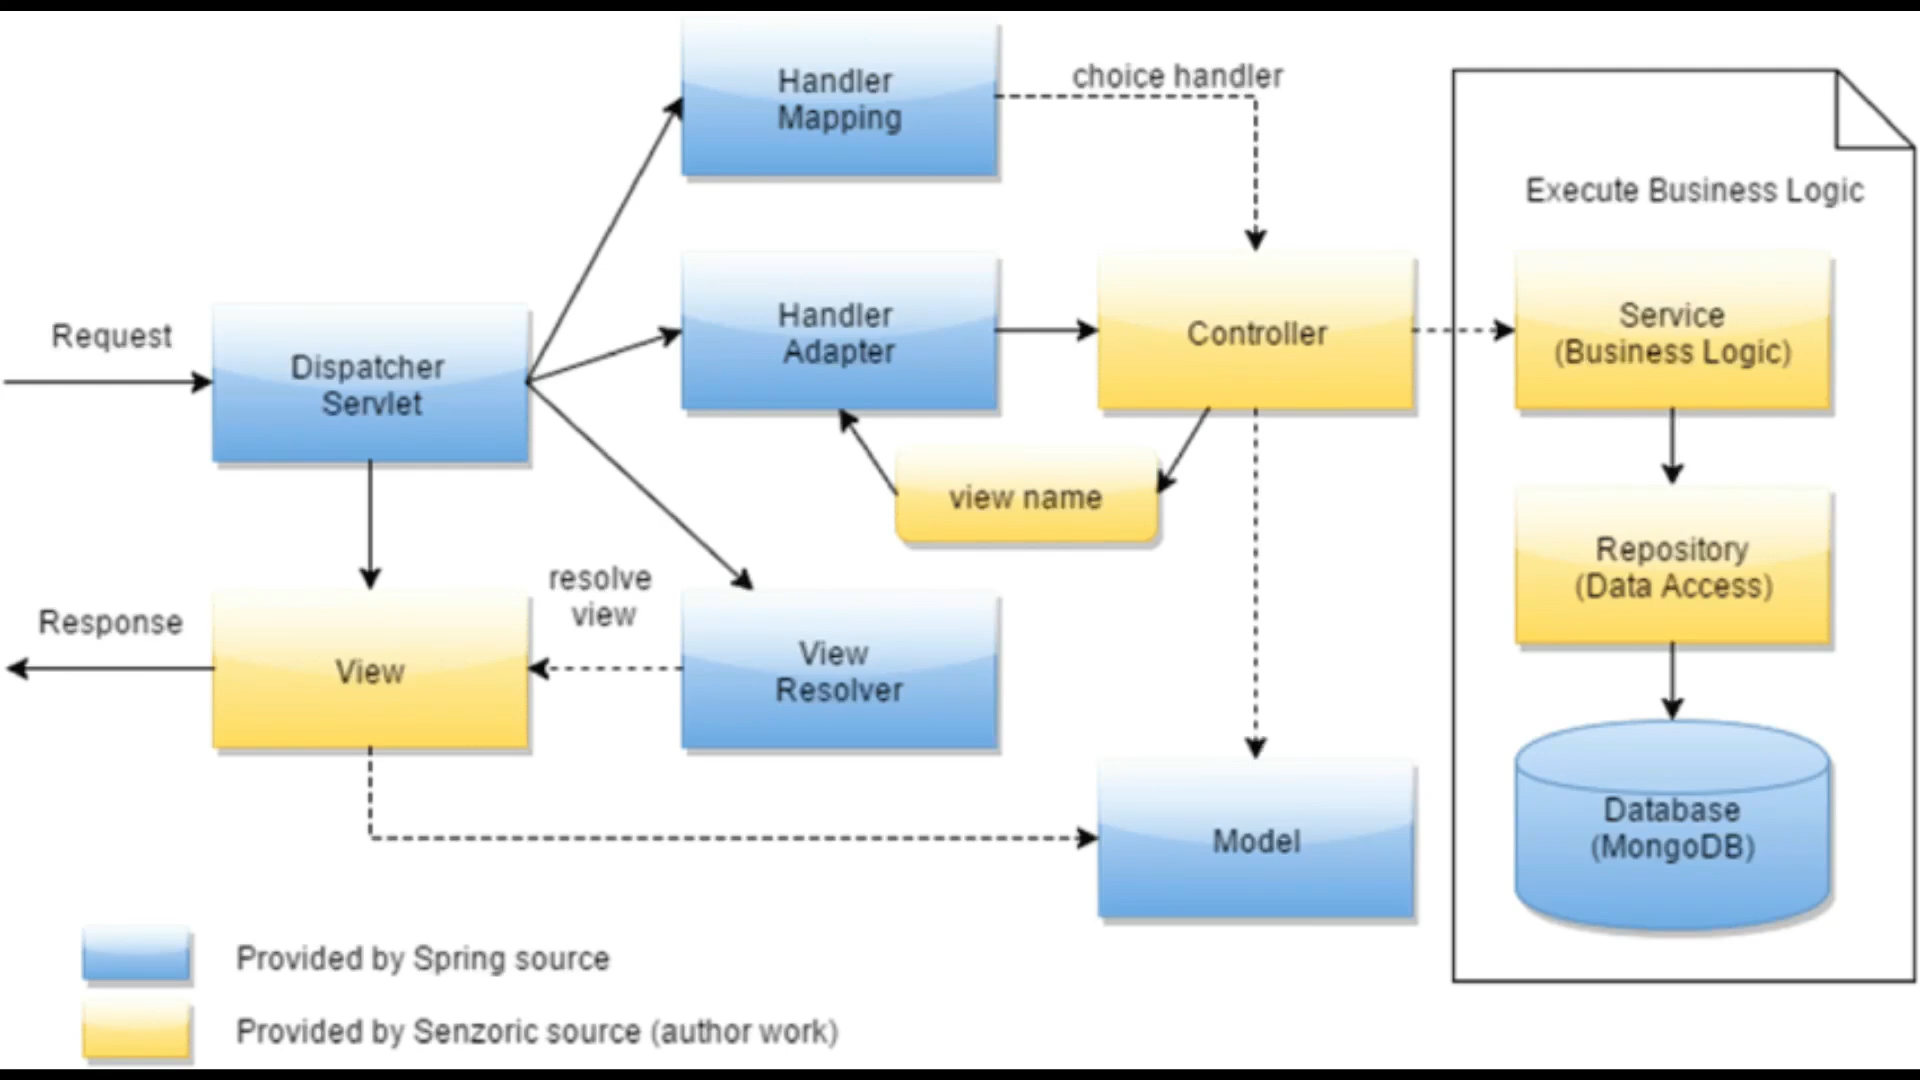 Handler
Mapping
choice handler
Execute Business Logic
Request
Dispatcher
Servlet
Handler
Adapter
Controller
Service
(Business Logic)
view name
Repository
(Data Access)
Response
View
resolve
view
View
Resolver
Model
Database
(MongoDB)
Provided by Spring source
Provided by Senzoric source (author work)